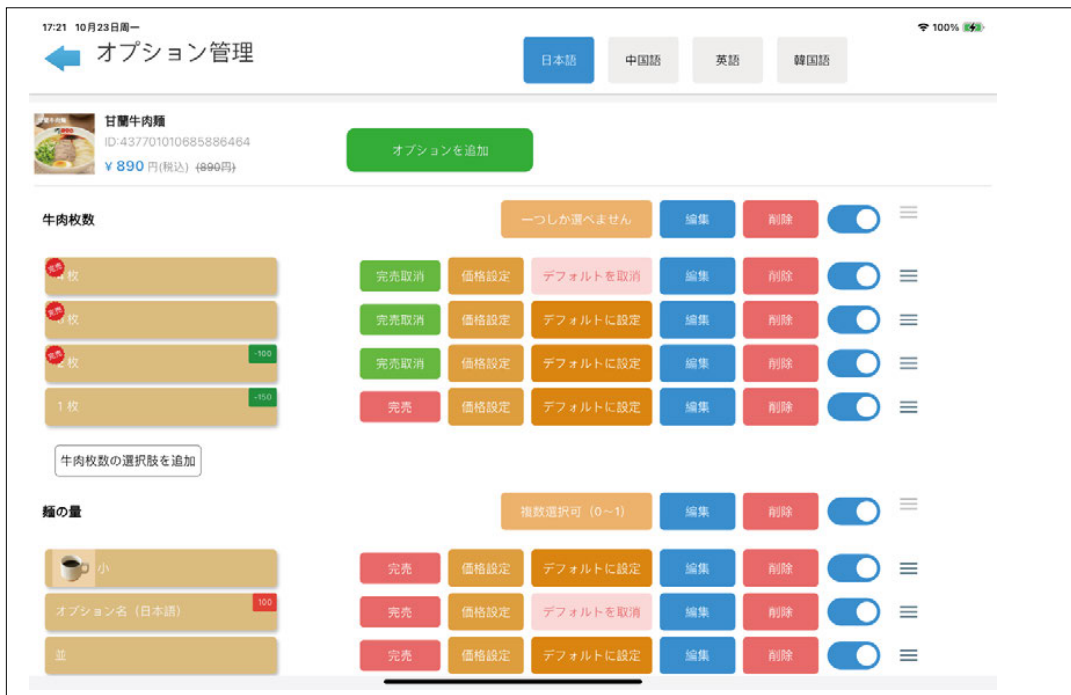 17:21 10月23日周一
100%
オプション管理
日本語 中国語 英語 韓国語
甘蘭牛肉麺
ID:437701010685886464
¥ 890 円(税込) (890円)
オプションを追加
牛肉枚数 一つしか選べません 編集 削除
完売 枚 完売取消 価格設定 デフォルトを取消 編集 削除
完売 枚 完売取消 価格設定 デフォルトに設定 編集 削除
完売 2 枚 -100 完売取消 価格設定 デフォルトに設定 編集 削除
1 枚 -150 完売 価格設定 デフォルトに設定 編集 削除
牛肉枚数の選択肢を追加
麺の量 複数選択可（0～1） 編集 削除
小 完売 価格設定 デフォルトに設定 編集 削除
オプション名（日本語） 100 完売 価格設定 デフォルトを取消 編集 削除
並 完売 価格設定 デフォルトに設定 編集 削除